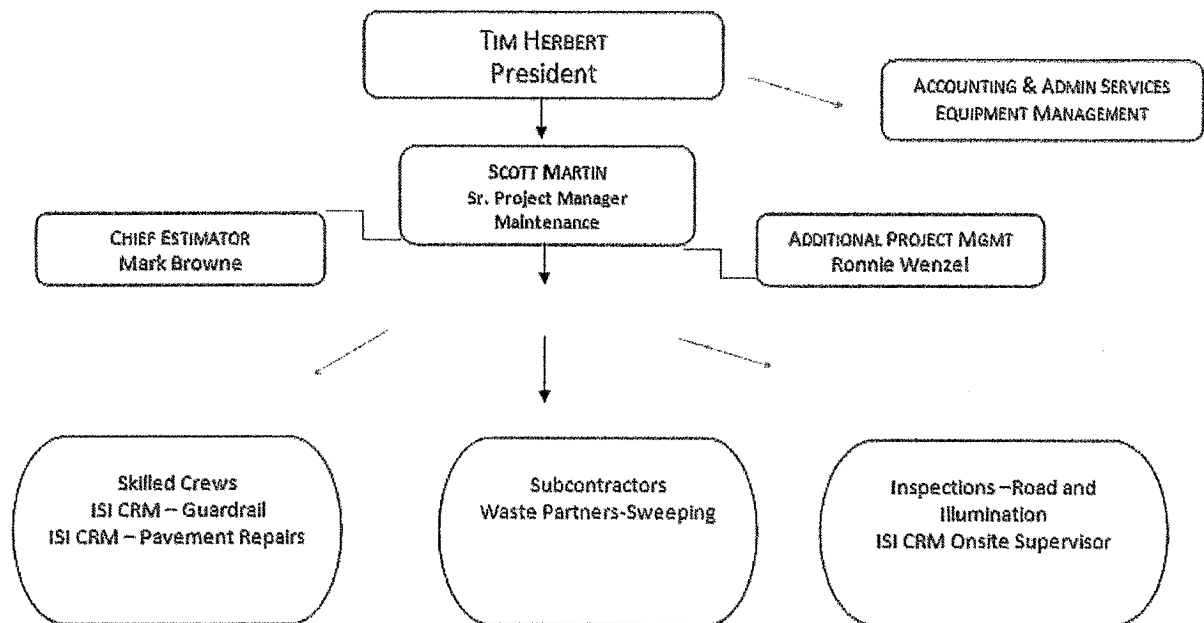 TIM HERBERT
President
ACCOUNTING & ADMIN SERVICES
EQUIPMENT MANAGEMENT
SCOTT MARTIN
Sr. Project Manager
Maintenance
CHIEF ESTIMATOR
Mark Browne
ADDITIONAL PROJECT MGMT
Ronnie Wenzel
Skilled Crews
ISI CRM – Guardrail
ISI CRM – Pavement Repairs
Subcontractors
Waste Partners-Sweeping
Inspections –Road and
Illumination
ISI CRM Onsite Supervisor